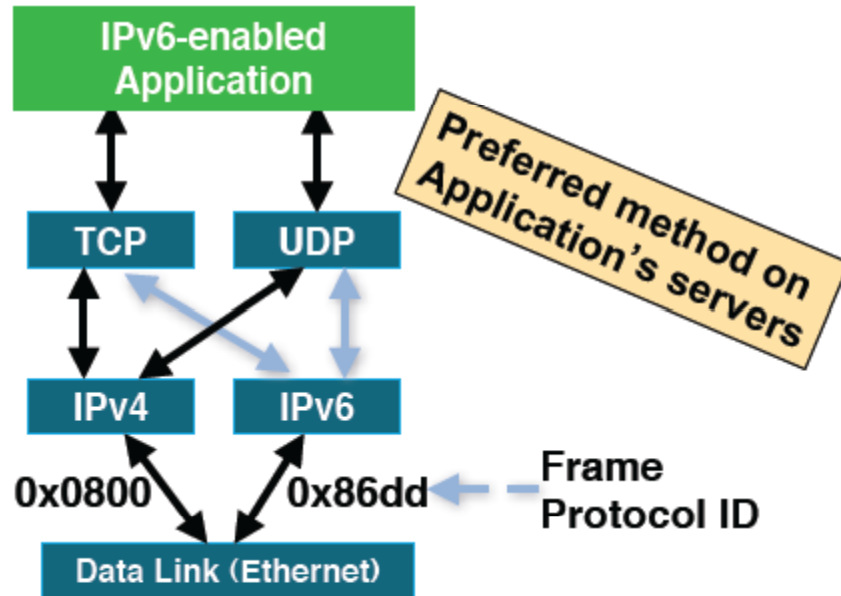 IPv6-enabled
Application
Preferred method on
Application's servers
TCP
UDP
IPv4
IPv6
0x0800
0x86dd
Frame
Protocol ID
Data Link (Ethernet)